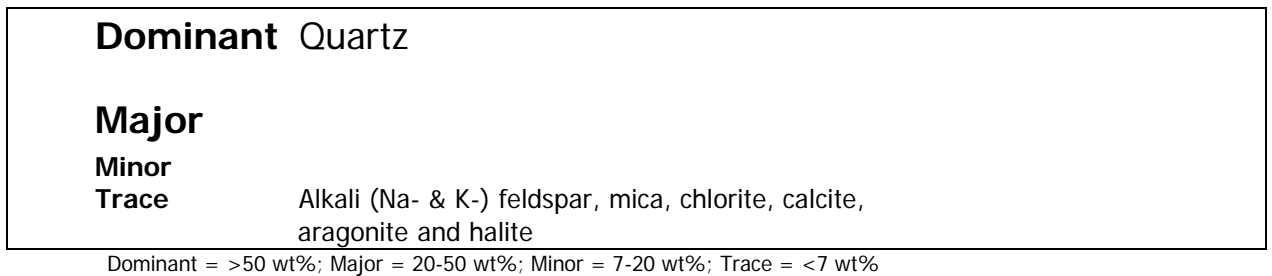 Dominant Quartz
Major
Minor
Trace Alkali (Na- & K-) feldspar, mica, chlorite, calcite,
aragonite and halite
Dominant = >50 wt%; Major = 20-50 wt%; Minor = 7-20 wt%; Trace = <7 wt%